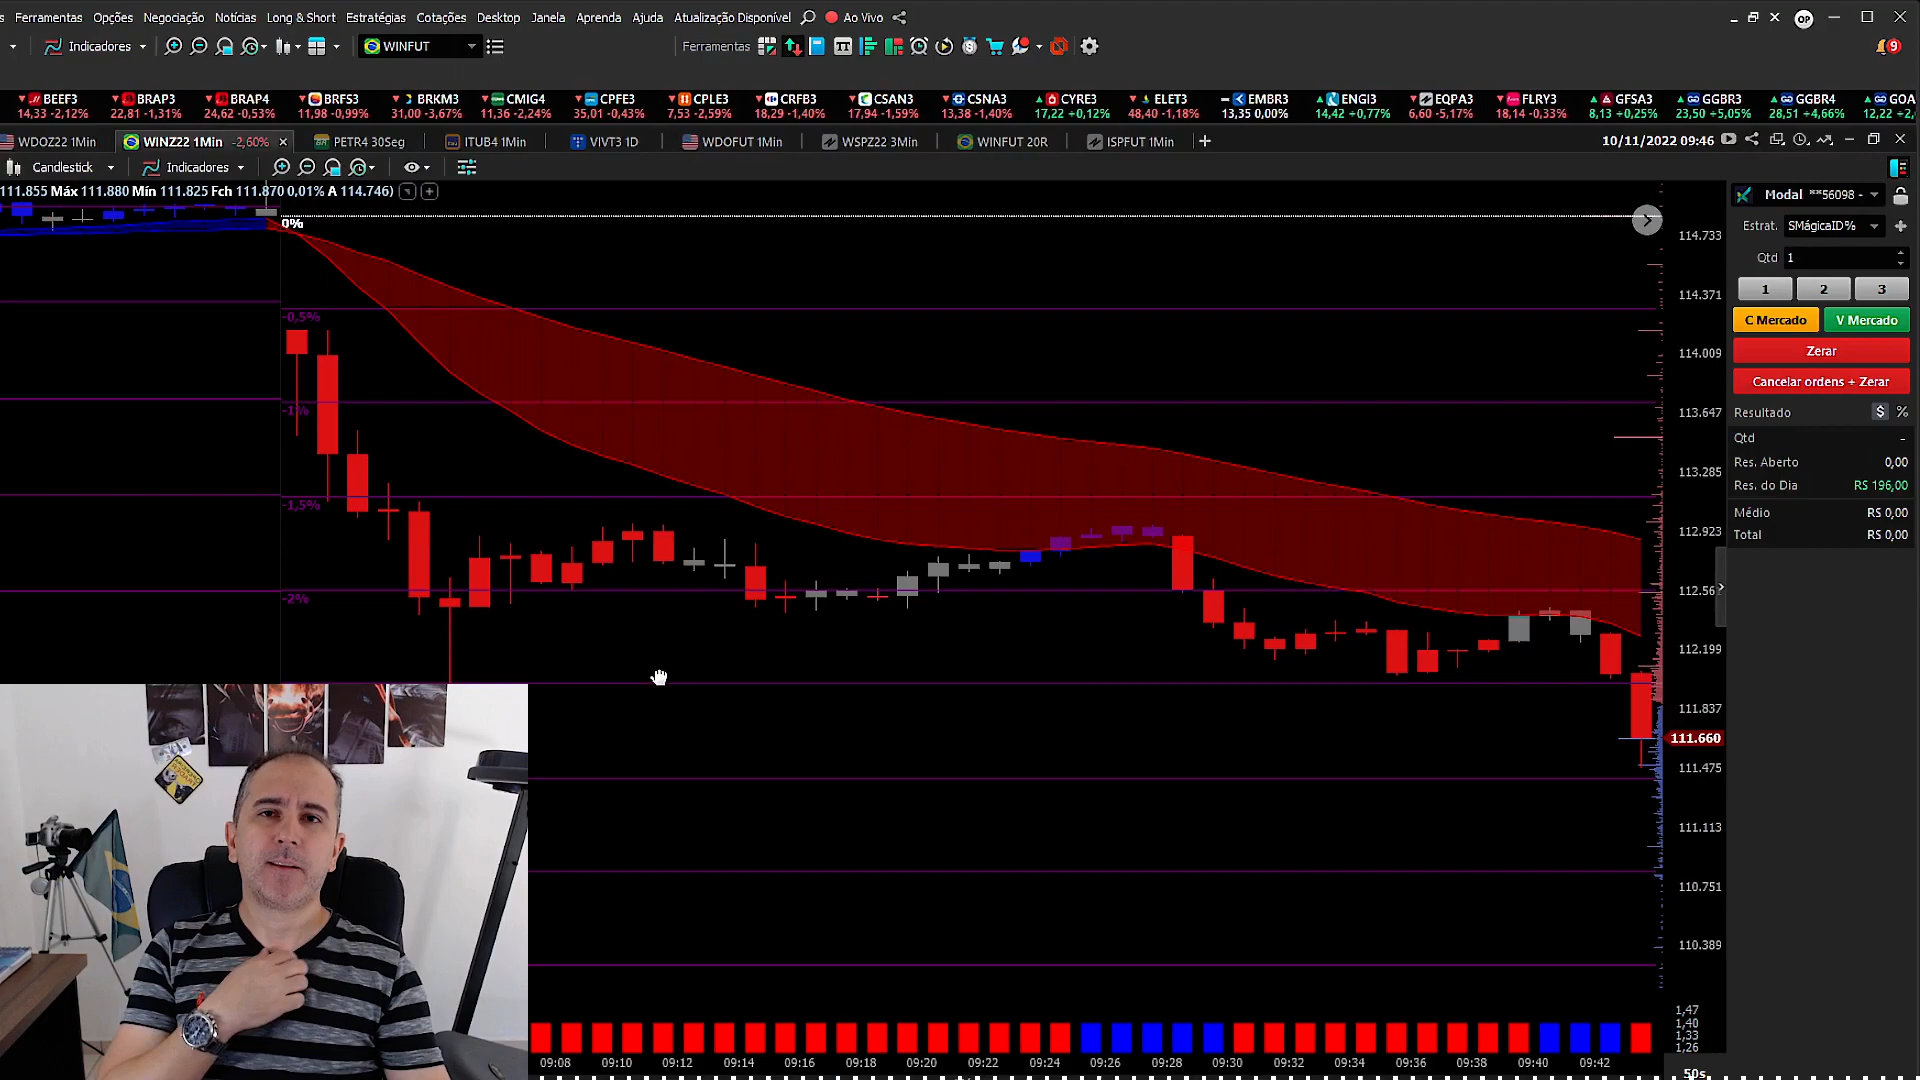 Ferramentas Opções Negociação Notícias Long & Short Estratégias Cotações Desktop Janela Aprenda Ajuda Atualização Disponível Ao Vivo OP
Indicadores WINFUT Ferramentas 9
BEEF3 BRAP3 BRAP4 BRFS3 BRKM3 CMIG4 CPFE3 CPLE3 CRFB3 CSAN3 CSNA3 CYRE3 ELET3 EMBR3 ENGI3 EQPA3 FLRY3 GFSA3 GGBR3 GGBR4 GOA
14,33 -2,12% 22,81 -1,31% 24,62 -0,53% 11,98 -0,99% 31,00 -3,67% 11,36 -2,24% 35,01 -0,43% 7,53 -2,59% 18,29 -1,40% 17,94 -1,59% 13,38 -1,40% 17,22 +0,12% 48,40 -1,18% 13,35 0,00% 14,42 +0,77% 6,60 -5,17% 18,14 -0,33% 8,13 +0,25% 23,50 +5,05% 28,51 +4,66% 12,22 +2,
WDOZ22 1Min WINZ22 1Min -2,60% PETR4 30Seg ITUB4 1Min VIVT3 1D WDOFUT 1Min WSPZ22 3Min WINFUT 20R ISPFUT 1Min 10/11/2022 09:46
Candlestick Indicadores
111.855 Máx 111.880 Mín 111.825 Fch 111.870 0,01% A 114.746)
0%
-0,5%
-1%
-1,5%
-2%
114.733
114.371
114.009
113.647
113.285
112.923
112.56
112.199
111.837
111.660
111.475
111.113
110.751
110.389
1,47
1,40
1,33
1,26
09:08 09:10 09:12 09:14 09:16 09:18 09:20 09:22 09:24 09:26 09:28 09:30 09:32 09:34 09:36 09:38 09:40 09:42
50s
Modal **56098 -
Estrat. SMágicaID%
Qtd 1
1 2 3
C Mercado V Mercado
Zerar
Cancelar ordens + Zerar
Resultado $ %
Qtd -
Res. Aberto 0,00
Res. do Dia R$ 196,00
Médio R$ 0,00
Total R$ 0,00